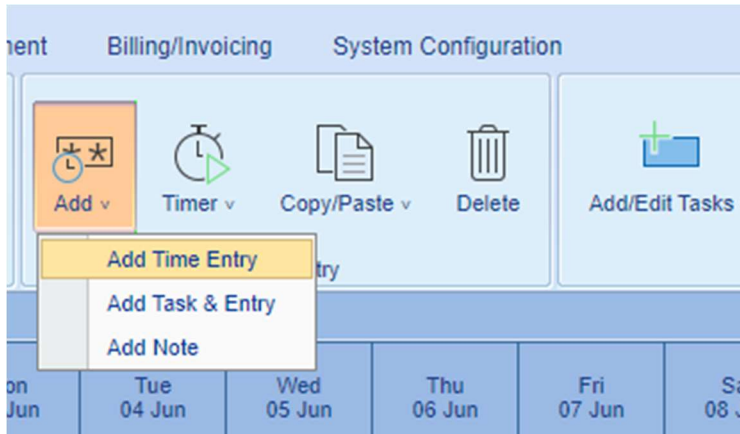 nent Billing/Invoicing System Configuration
Add Timer Copy/Paste Delete Add/Edit Tasks
Add Time Entry
try
Add Task & Entry
Add Note
on Tue Wed Thu Fri Sa
Jun 04 Jun 05 Jun 06 Jun 07 Jun 08 J